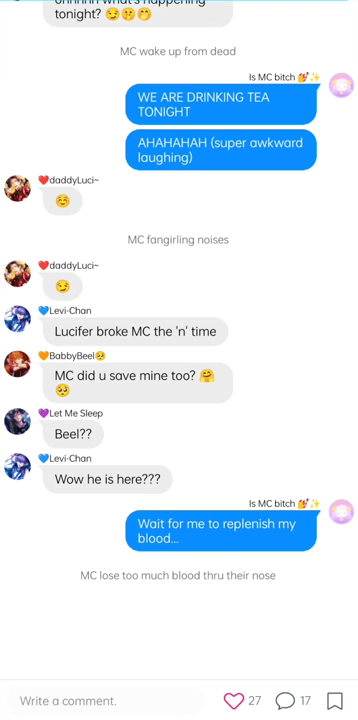 tonight? 😏🤨🤭
MC wake up from dead
Is MC bitch 💅✨
WE ARE DRINKING TEA
TONIGHT
AHAHAHAH (super awkward
laughing)
❤️daddyLuci~
☺️
MC fangirling noises
❤️daddyLuci~
😏
💙Levi-Chan
Lucifer broke MC the 'n' time
🧡BabbyBeel🥺
MC did u save mine too? 🤗
🥺
💜Let Me Sleep
Beel??
💙Levi-Chan
Wow he is here???
Is MC bitch 💅✨
Wait for me to replenish my
blood...
MC lose too much blood thru their nose
Write a comment.
27
17